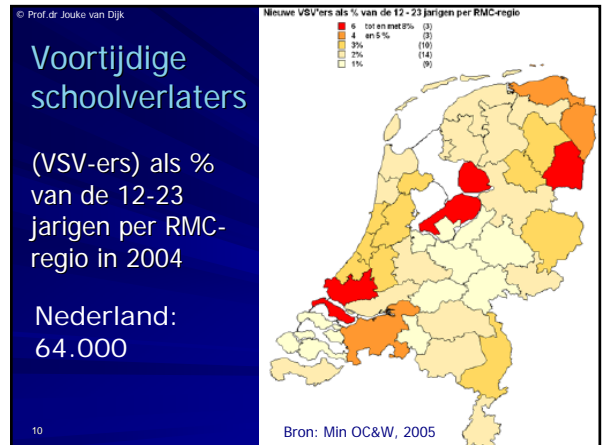 © Prof.dr Jouke van Dijk
Voortijdige
schoolverlaters
(VSV-ers) als %
van de 12-23
jarigen per RMC-
regio in 2004
Nederland:
64.000
10
Nieuwe VSV'ers als % van de 12 - 23 jarigen per RMC-regio
6 tot en met 8% (3)
4 en 5 % (3)
3% (10)
2% (14)
1% (9)
Bron: Min OC&W, 2005